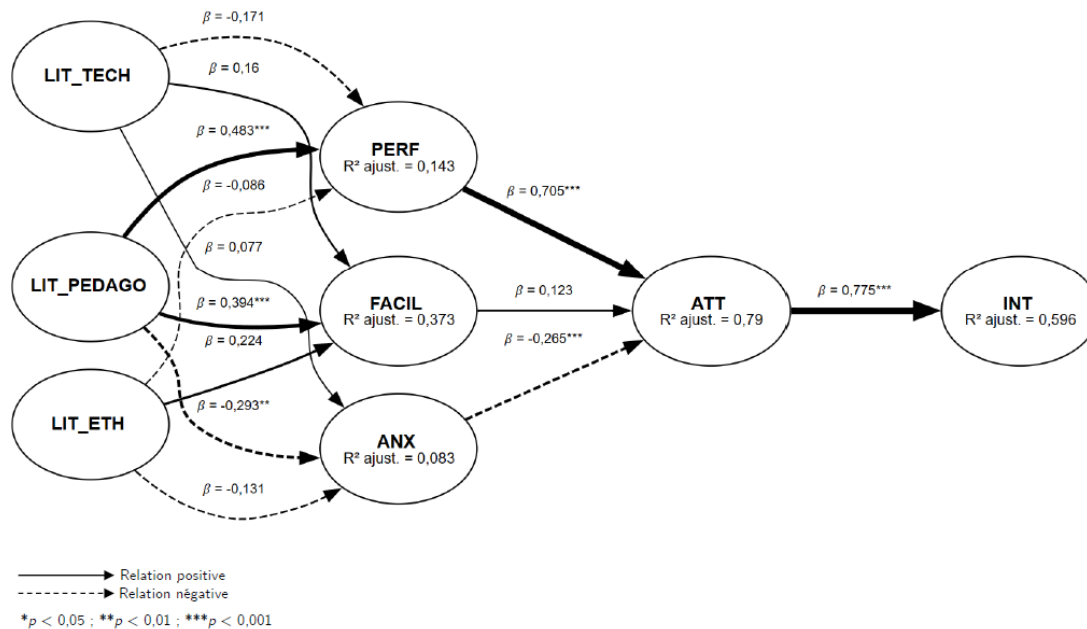 β = -0,171
LIT_TECH
β = 0,16
β = 0,483***
PERF
R² ajust. = 0,143
β = -0,086
β = 0,705***
β = 0,077
LIT_PEDAGO
β = 0,394***
FACIL
R² ajust. = 0,373
β = 0,123
ATT
R² ajust. = 0,79
β = 0,775***
INT
R² ajust. = 0,596
β = 0,224
β = -0,265***
LIT_ETH
β = -0,293**
ANX
R² ajust. = 0,083
β = -0,131
Relation positive
Relation négative
*p < 0,05 ; **p < 0,01 ; ***p < 0,001